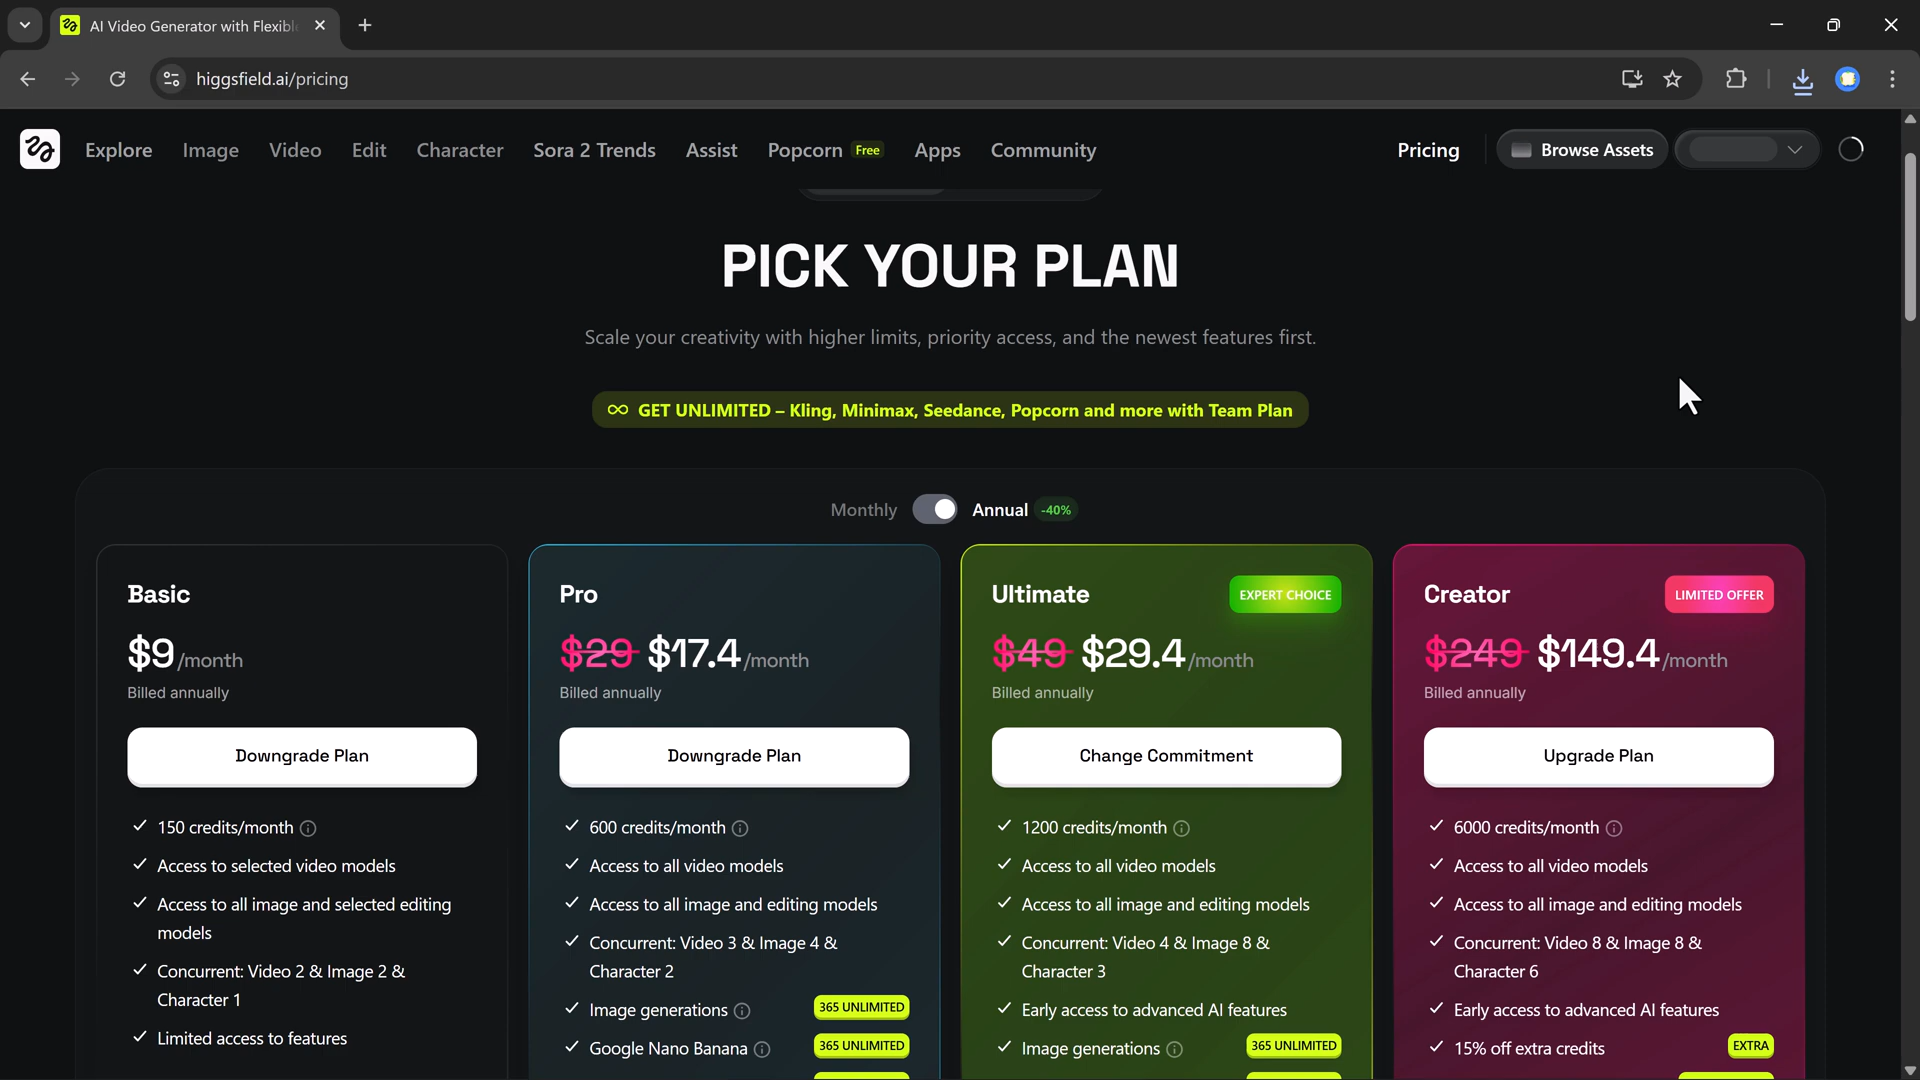 AI Video Generator with Flexibl
higgsfield.ai/pricing
Explore Image Video Edit Character Sora 2 Trends Assist Popcorn Free Apps Community Pricing Browse Assets
PICK YOUR PLAN
Scale your creativity with higher limits, priority access, and the newest features first.
GET UNLIMITED – Kling, Minimax, Seedance, Popcorn and more with Team Plan
Monthly Annual -40%
Basic
$9/month
Billed annually
Downgrade Plan
150 credits/month
Access to selected video models
Access to all image and selected editing
models
Concurrent: Video 2 & Image 2 &
Character 1
Limited access to features
Pro
$29 $17.4/month
Billed annually
Downgrade Plan
600 credits/month
Access to all video models
Access to all image and editing models
Concurrent: Video 3 & Image 4 &
Character 2
Image generations 365 UNLIMITED
Google Nano Banana 365 UNLIMITED
Ultimate EXPERT CHOICE
$49 $29.4/month
Billed annually
Change Commitment
1200 credits/month
Access to all video models
Access to all image and editing models
Concurrent: Video 4 & Image 8 &
Character 3
Early access to advanced AI features
Image generations 365 UNLIMITED
Creator LIMITED OFFER
$249 $149.4/month
Billed annually
Upgrade Plan
6000 credits/month
Access to all video models
Access to all image and editing models
Concurrent: Video 8 & Image 8 &
Character 6
Early access to advanced AI features
15% off extra credits EXTRA